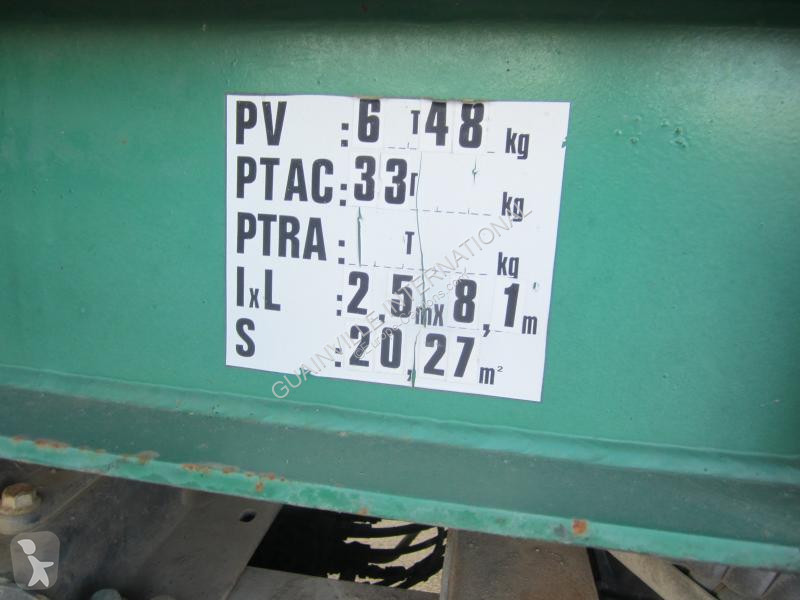 PV : 6 T 48 kg
PTAC : 33 T kg
PTRA : T kg
lxL : 2,5 m x 8,1 m
S : 20,27 m²
GUAINVILLE INTERNATIONAL